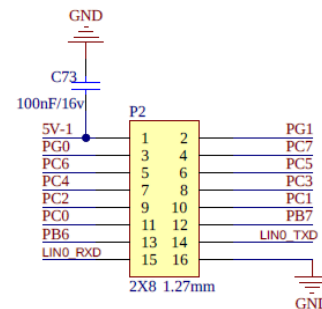 GND
C73
100nF/16v
P2
5V-1 1 2 PG1
PG0 3 4 PC7
PC6 5 6 PC5
PC4 7 8 PC3
PC2 9 10 PC1
PC0 11 12 PB7
PB6 13 14 LIN0_TXD
LIN0_RXD 15 16
2X8 1.27mm
GND